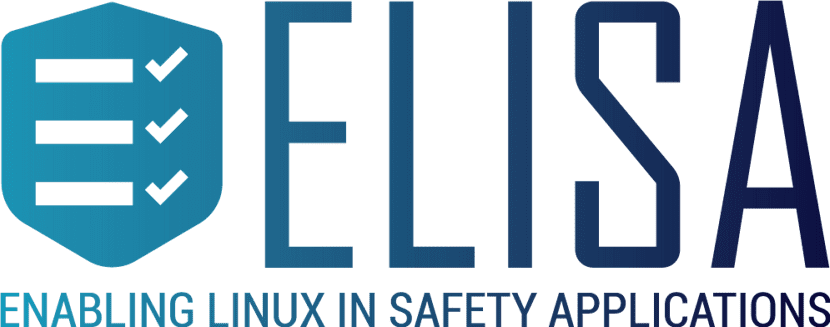 ELISA
ENABLING LINUX IN SAFETY APPLICATIONS